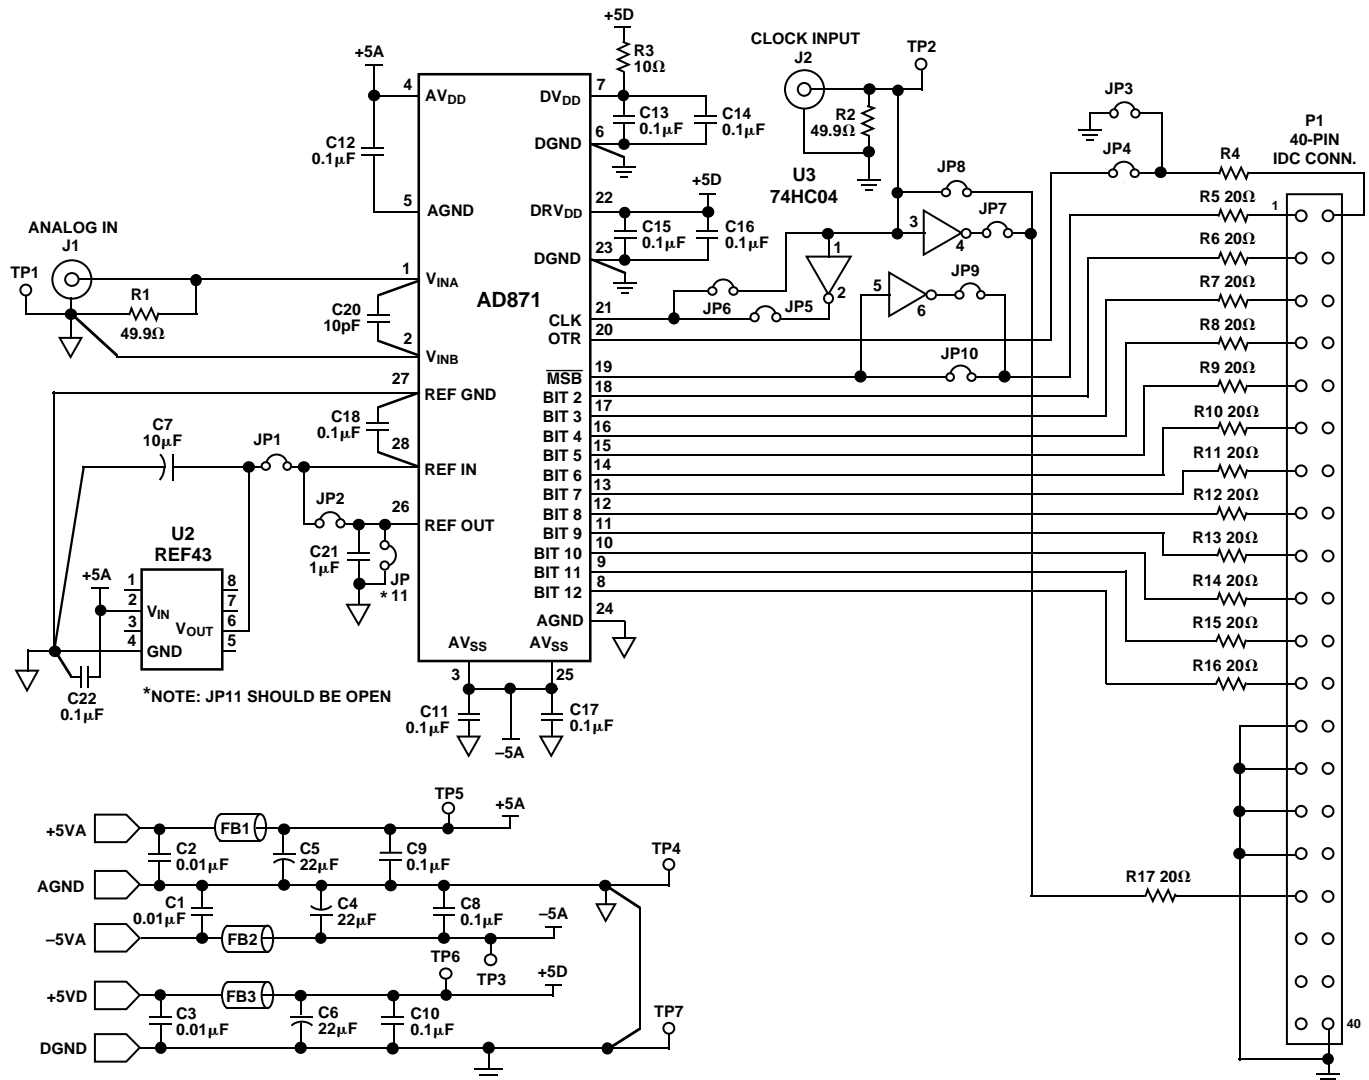 +5D
+5A
R3
10Ω
CLOCK INPUT
J2
TP2
4
AVDD
DVDD
7
C13
0.1µF
C14
0.1µF
R2
49.9Ω
JP3
P1
40-PIN
IDC CONN.
C12
0.1µF
6
DGND
U3
74HC04
JP4
R4
5
AGND
+5D
DRVDD
22
JP8
1
R5 20Ω
C15
0.1µF
C16
0.1µF
3
4
JP7
R6 20Ω
ANALOG IN
J1
TP1
R1
49.9Ω
1
VINA
DGND
23
1
2
5
6
JP9
R7 20Ω
C20
10pF
AD871
JP6
JP5
CLK
21
OTR
20
R8 20Ω
2
VINB
JP10
27
REF GND
MSB
19
R9 20Ω
BIT 2
18
C18
0.1µF
BIT 3
17
R10 20Ω
C7
10µF
JP1
28
REF IN
BIT 4
16
BIT 5
15
R11 20Ω
BIT 6
14
JP2
26
REF OUT
BIT 7
13
R12 20Ω
BIT 8
12
U2
REF43
C21
1µF
JP
*11
BIT 9
11
R13 20Ω
BIT 10
10
+5A
1
2
3
4
VIN
VOUT
GND
8
7
6
5
BIT 11
9
R14 20Ω
BIT 12
8
AGND
24
R15 20Ω
AVSS
AVSS
3
25
R16 20Ω
C22
0.1µF
*NOTE: JP11 SHOULD BE OPEN
C11
0.1µF
C17
0.1µF
–5A
+5VA
FB1
TP5
+5A
C2
0.01µF
C5
22µF
C9
0.1µF
TP4
AGND
R17 20Ω
C1
0.01µF
C4
22µF
C8
0.1µF
–5A
–5VA
FB2
TP3
TP6
+5D
+5VD
FB3
C3
0.01µF
C6
22µF
C10
0.1µF
TP7
40
DGND